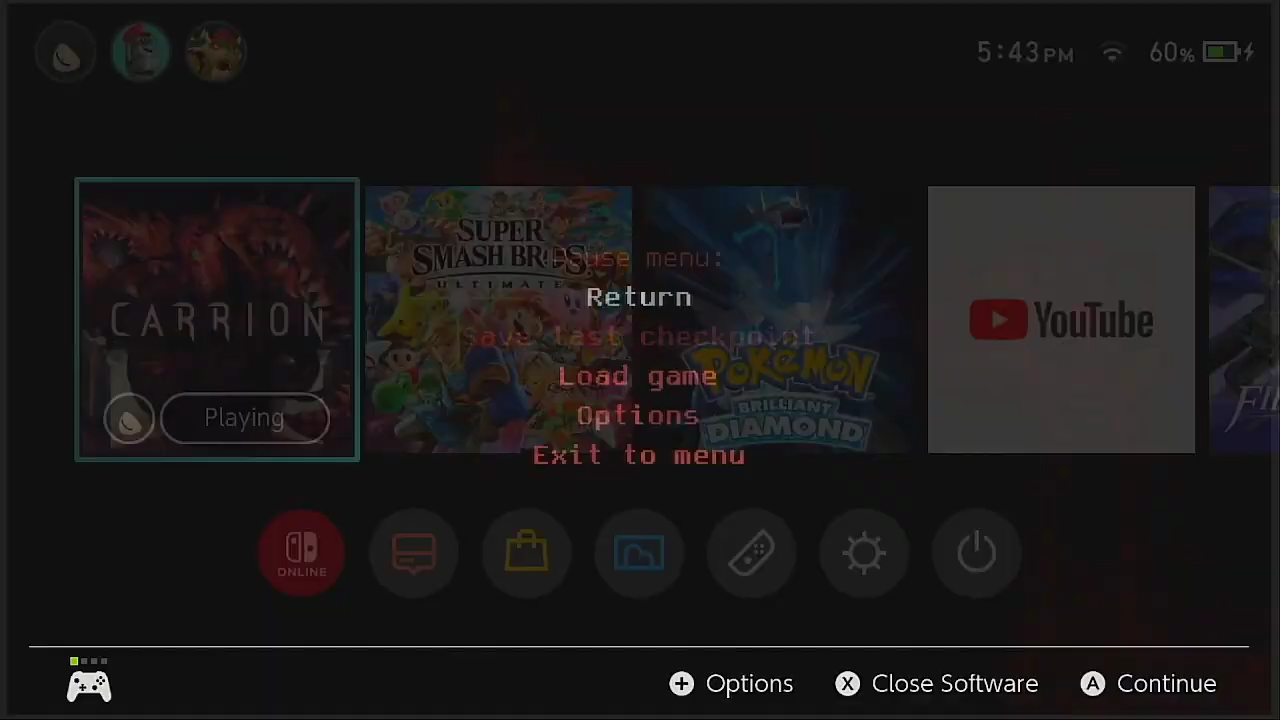 5:43 PM 60%
CARRION
Playing
SUPER
SMASH BROS
ULTIMATE
POKÉMON
BRILLIANT
DIAMOND
YouTube
Pause menu:
Return
Save last checkpoint
Load game
Options
Exit to menu
ONLINE
+ Options X Close Software A Continue